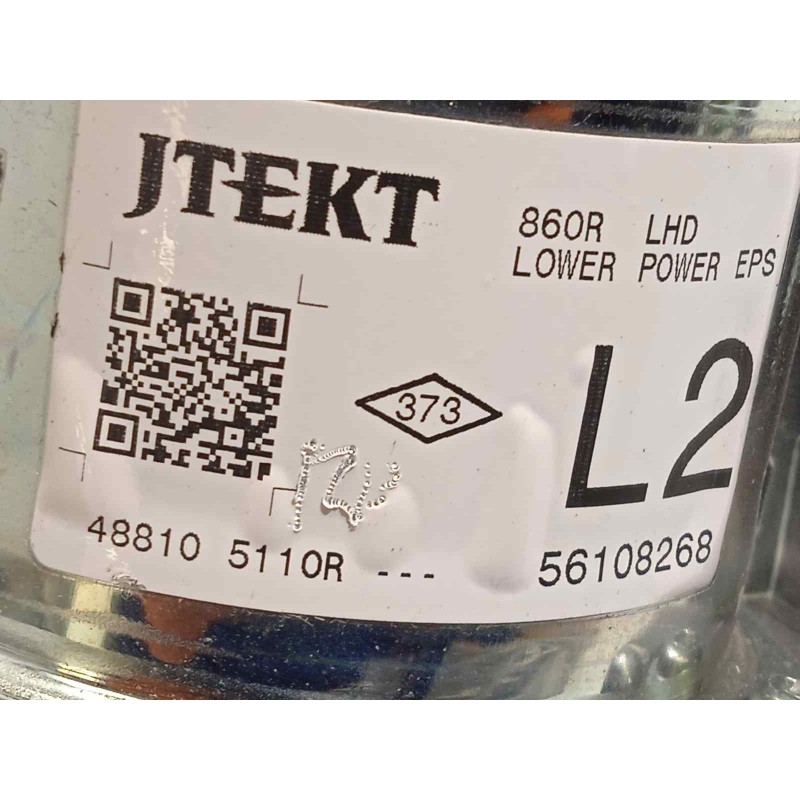 JTEKT
860R LHD
LOWER POWER EPS
373
L2
48810 5110R ---
56108268